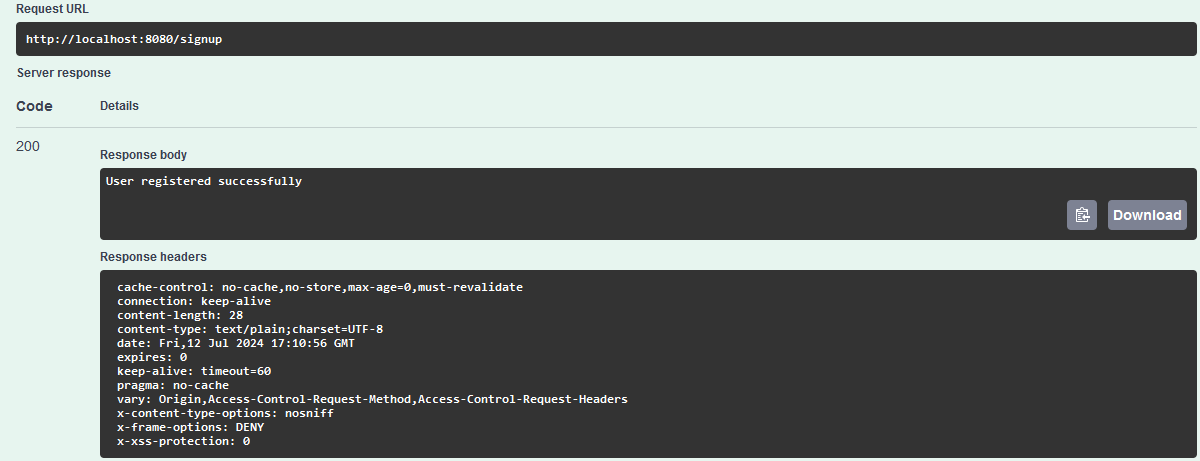 Request URL
http://localhost:8080/signup
Server response
Code Details
200
Response body
User registered successfully
Download
Response headers
cache-control: no-cache,no-store,max-age=0,must-revalidate
connection: keep-alive
content-length: 28
content-type: text/plain;charset=UTF-8
date: Fri,12 Jul 2024 17:10:56 GMT
expires: 0
keep-alive: timeout=60
pragma: no-cache
vary: Origin,Access-Control-Request-Method,Access-Control-Request-Headers
x-content-type-options: nosniff
x-frame-options: DENY
x-xss-protection: 0